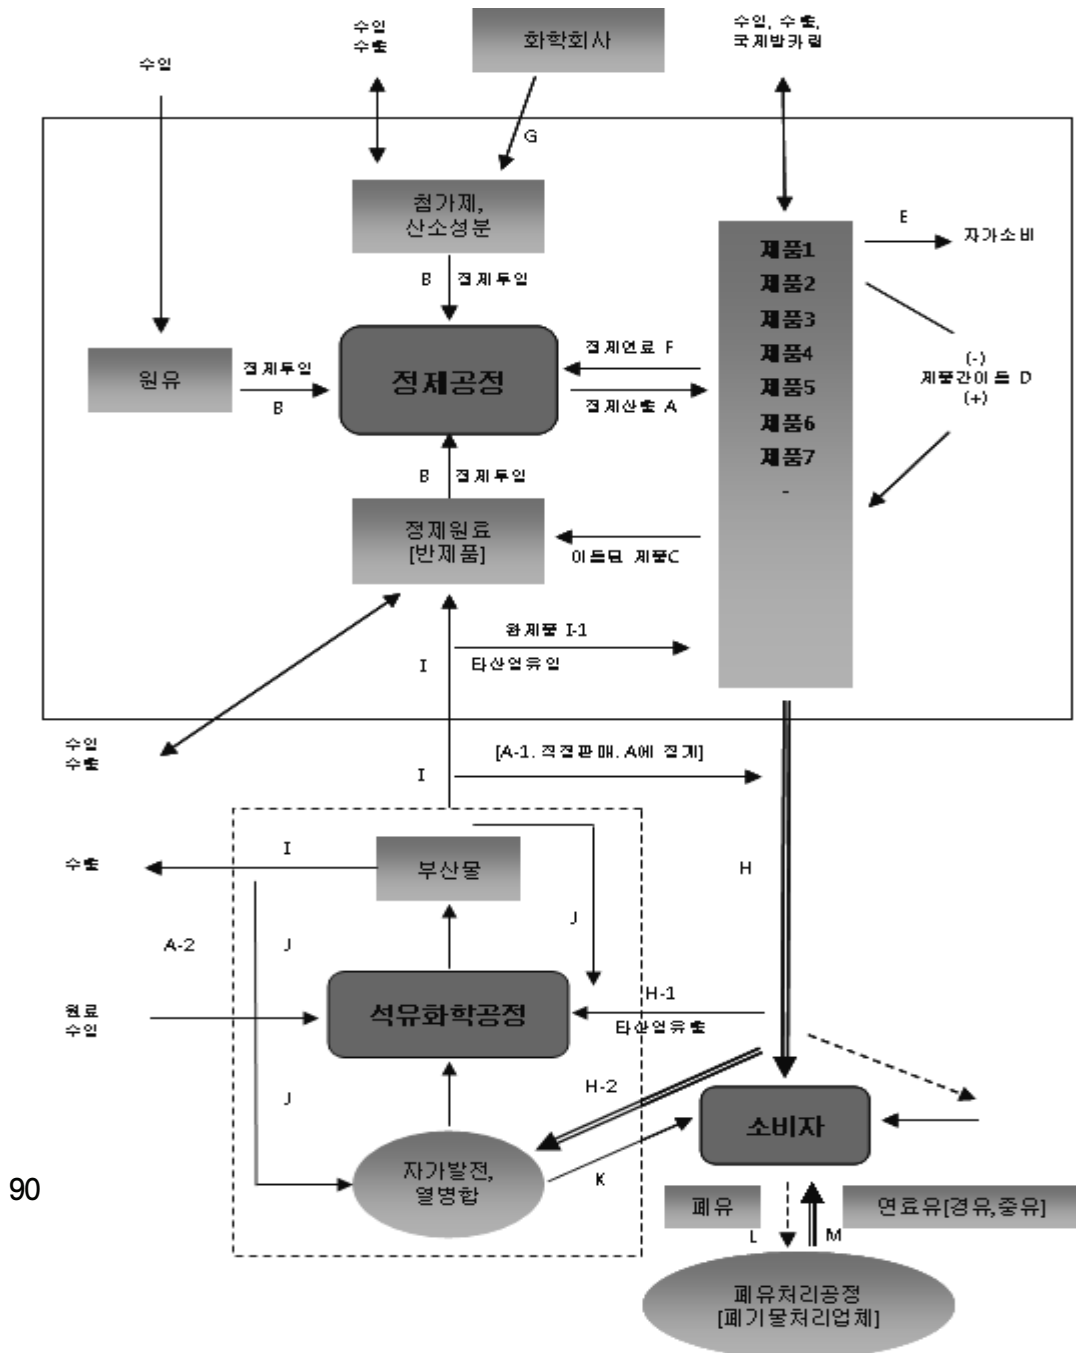 수입
수출
화학회사
수입, 수출,
국제방카링
수입
G
첨가제,
산소성분
E
자가소비
제품1
제품2
제품3
제품4
제품5
제품6
제품7
-
B 정제투입
원유
정제투입
B
정제공정
정제연료 F
정제산출 A
(-)
제품간이동 D
(+)
B 정제투입
정제원료
[반제품]
이동된 제품C
완제품 I-1
I
타산업유입
수입
수출
[A-1. 직접판매. A에 집계]
I
수출
I
부산물
H
A-2
J
J
원료
수입
석유화학공정
H-1
타산업유출
J
H-2
소비자
자가발전,
열병합
K
90
폐유
연료유[경유,중유]
L
M
폐유처리공정
[폐기물처리업체]